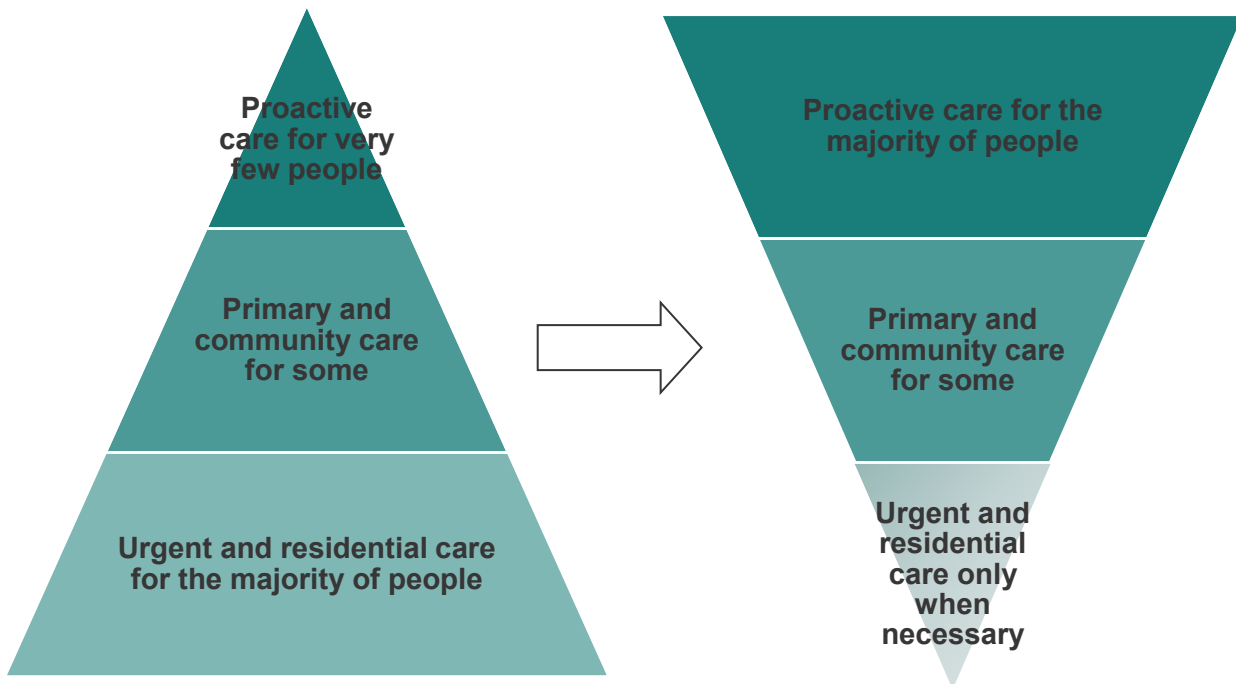 Proactive
care for very
few people
Primary and
community care
for some
Urgent and residential care
for the majority of people
Proactive care for the
majority of people
Primary and
community care
for some
Urgent and
residential
care only
when
necessary